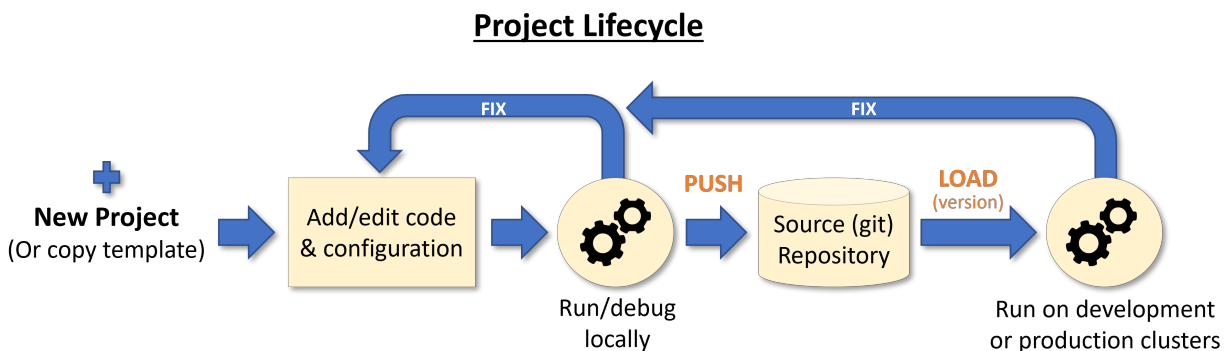 Project Lifecycle
FIX
FIX
New Project
(Or copy template)
Add/edit code
& configuration
Run/debug
locally
PUSH
Source (git)
Repository
LOAD
(version)
Run on development
or production clusters